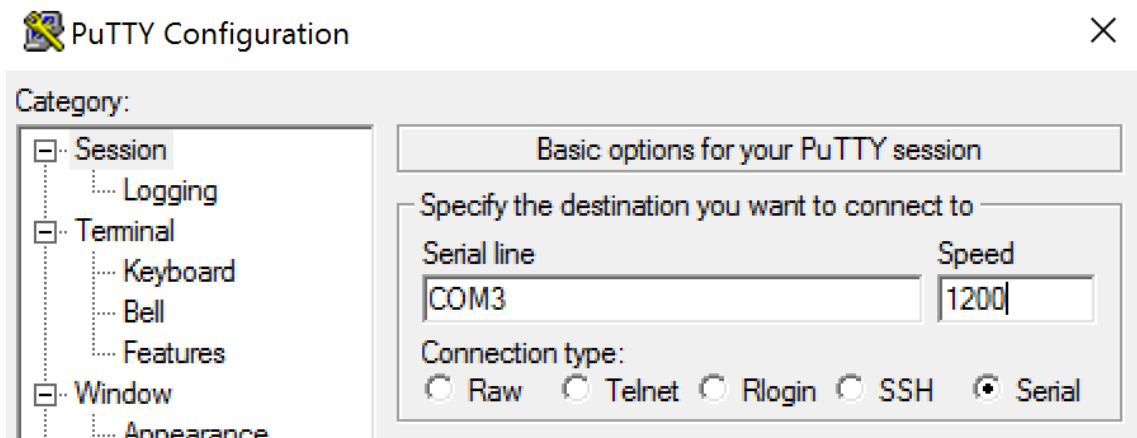 PuTTY Configuration
Category:
Session
Logging
Terminal
Keyboard
Bell
Features
Window
Appearance
Basic options for your PuTTY session
Specify the destination you want to connect to
Serial line Speed
COM3 1200
Connection type:
Raw Telnet Rlogin SSH Serial